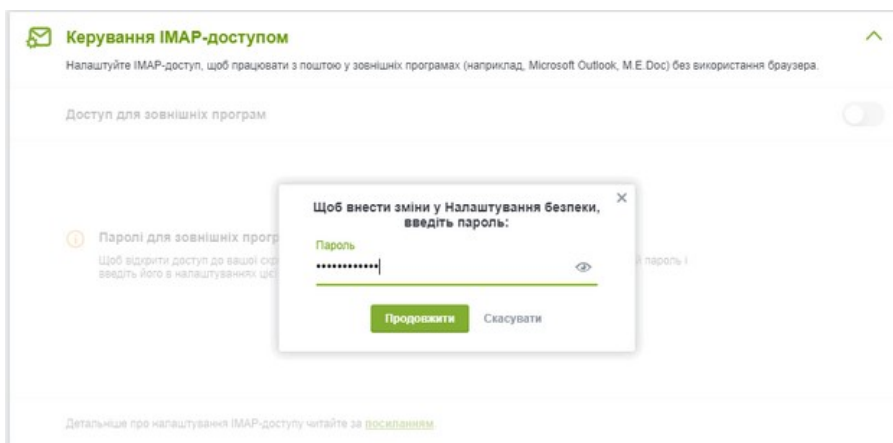 Керування IMAP-доступом
Налаштуйте IMAP-доступ, щоб працювати з поштою у зовнішніх програмах (наприклад, Microsoft Outlook, M.E.Doc) без використання браузера.
Доступ для зовнішніх програм
Щоб внести зміни у Налаштування безпеки,
введіть пароль:
Паролі для зовнішніх прогр
Пароль
Щоб відкрити доступ до вашої скр
й пароль і
введіть його в налаштуваннях ціє
••••••••••••
Продовжити
Скасувати
Детальніше про налаштування IMAP-доступу читайте за посиланням.